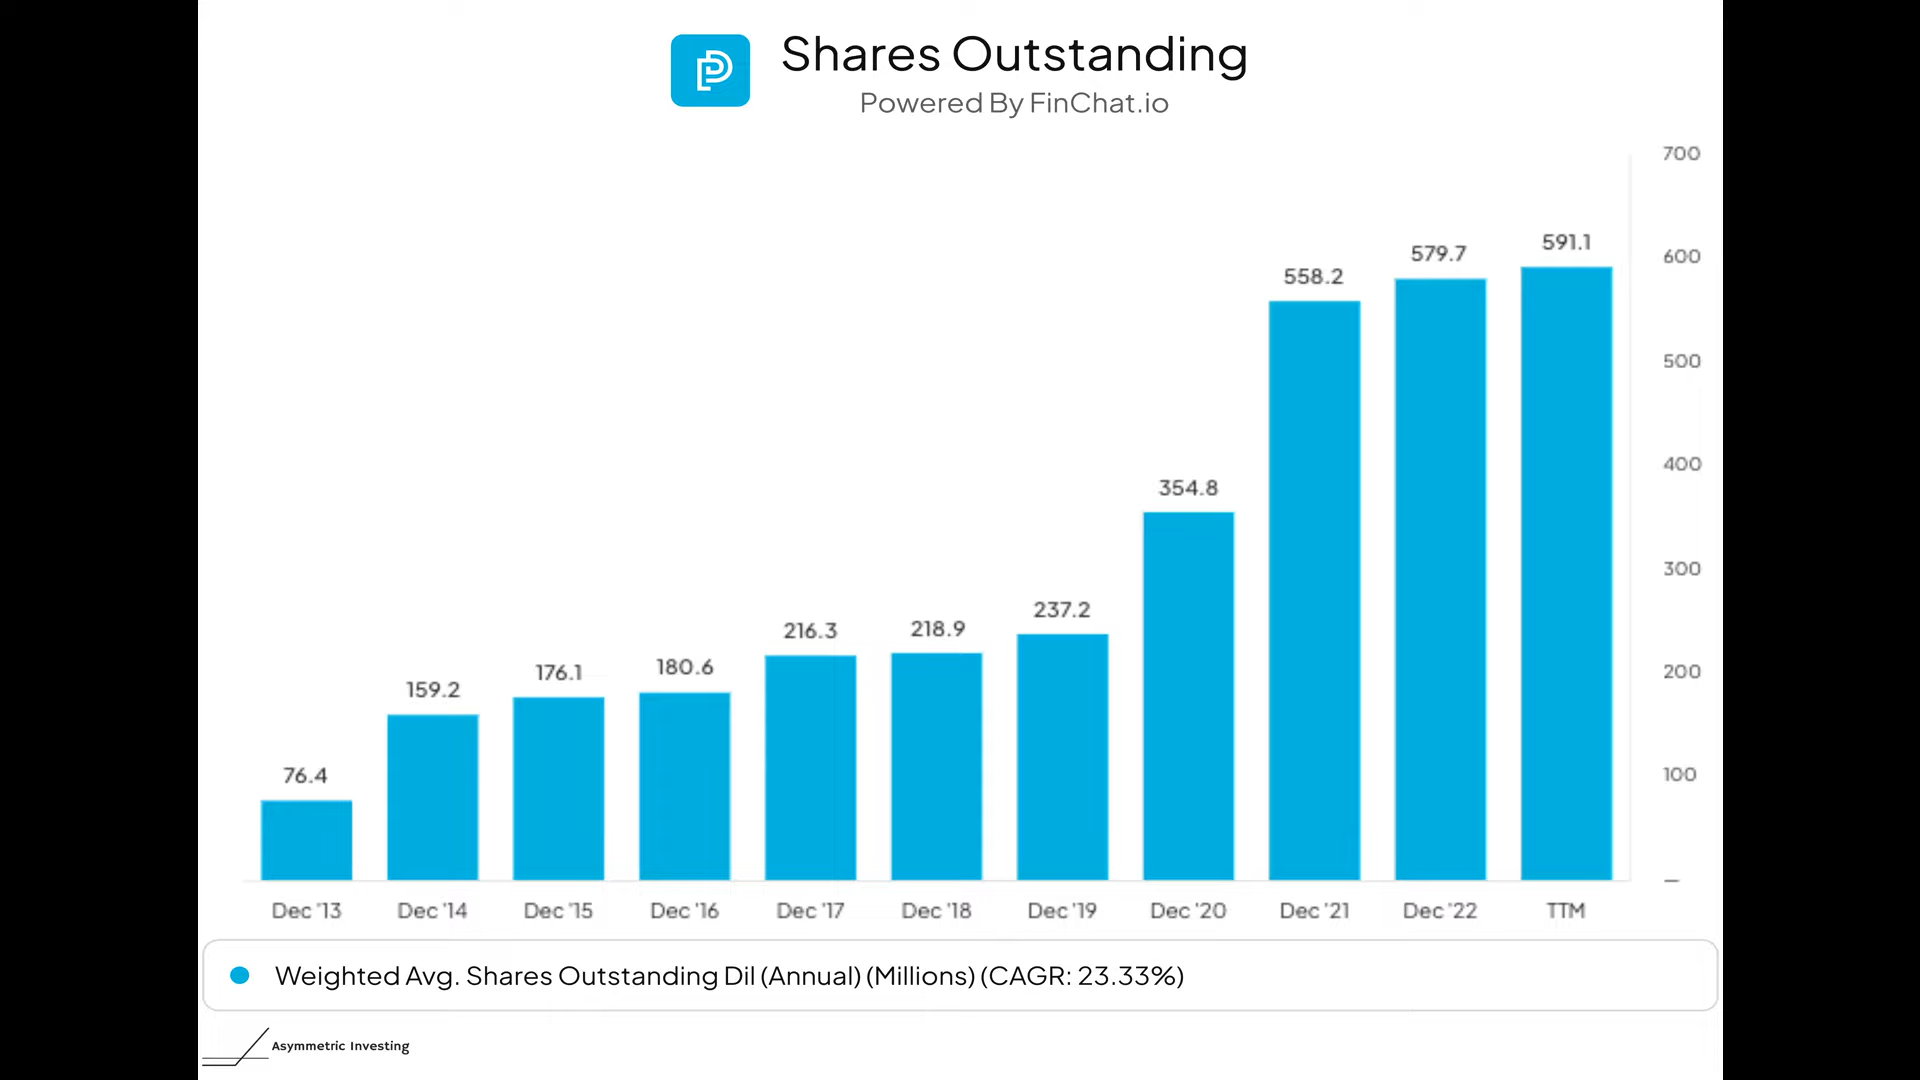 Shares Outstanding
Powered By FinChat.io
700
600
500
400
300
200
100
–
76.4
159.2
176.1
180.6
216.3
218.9
237.2
354.8
558.2
579.7
591.1
Dec '13
Dec '14
Dec '15
Dec '16
Dec '17
Dec '18
Dec '19
Dec '20
Dec '21
Dec '22
TTM
Weighted Avg. Shares Outstanding Dil (Annual) (Millions) (CAGR: 23.33%)
Asymmetric Investing